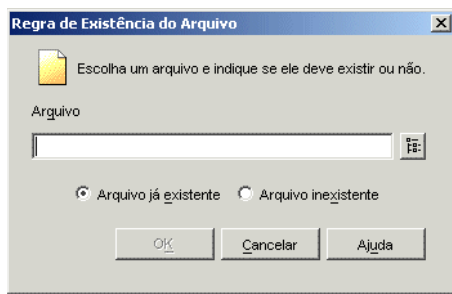 Regra de Existência do Arquivo
Escolha um arquivo e indique se ele deve existir ou não.
Arquivo
Arquivo já existente Arquivo inexistente
OK Cancelar Ajuda